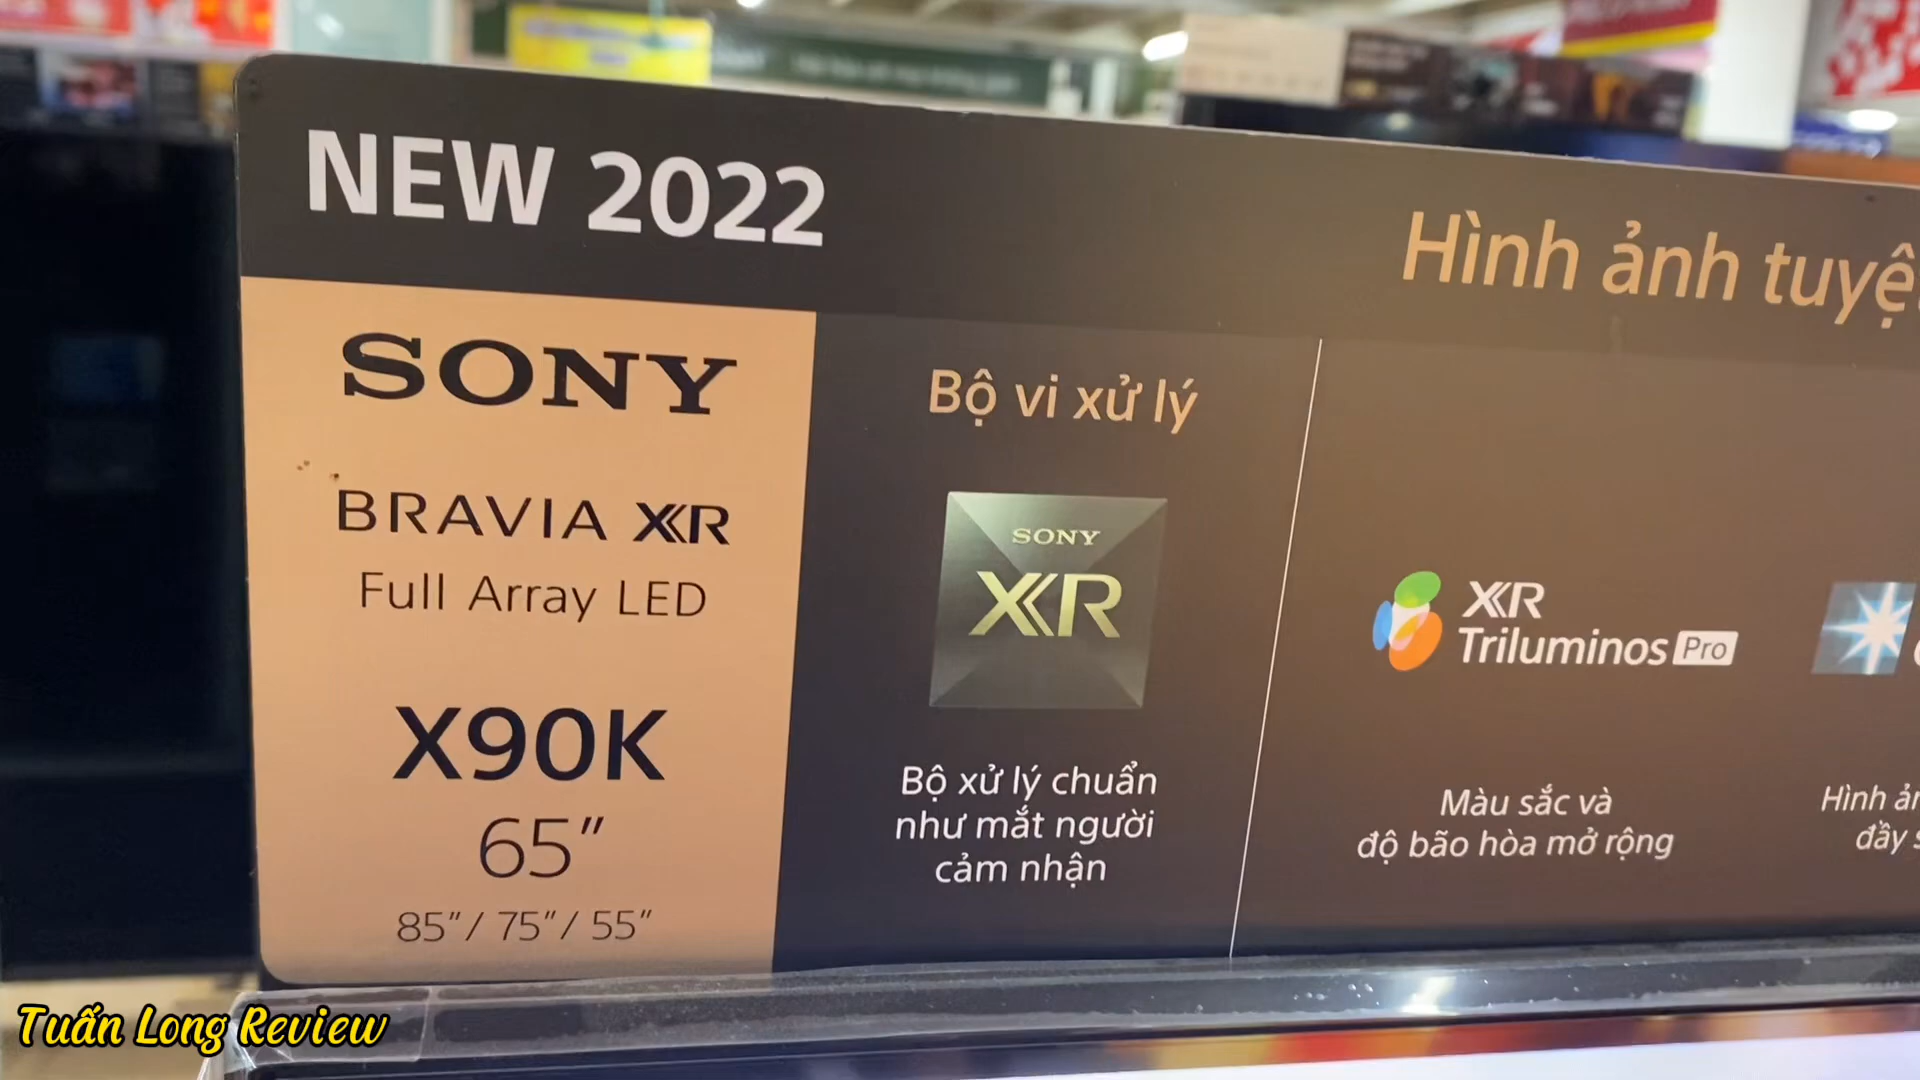 NEW 2022
Hình ảnh
SONY
BRAVIA XR
Full Array LED
X90K
65"
85"/ 75"/ 55"
Bộ vi xử lý
SONY
XR
Bộ xử lý chuẩn
như mắt người
cảm nhận
XR
Triluminos Pro
Màu sắc và
độ bão hòa mở rộng
Hình
đầy
Tuấn Long Review